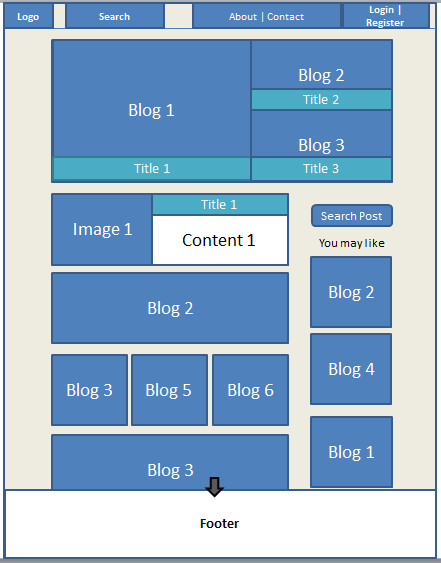 Logo
Search
About | Contact
Login |
Register
Blog 1
Title 1
Blog 2
Title 2
Blog 3
Title 3
Image 1
Title 1
Content 1
Blog 2
Blog 3
Blog 5
Blog 6
Blog 3
Search Post
You may like
Blog 2
Blog 4
Blog 1
Footer